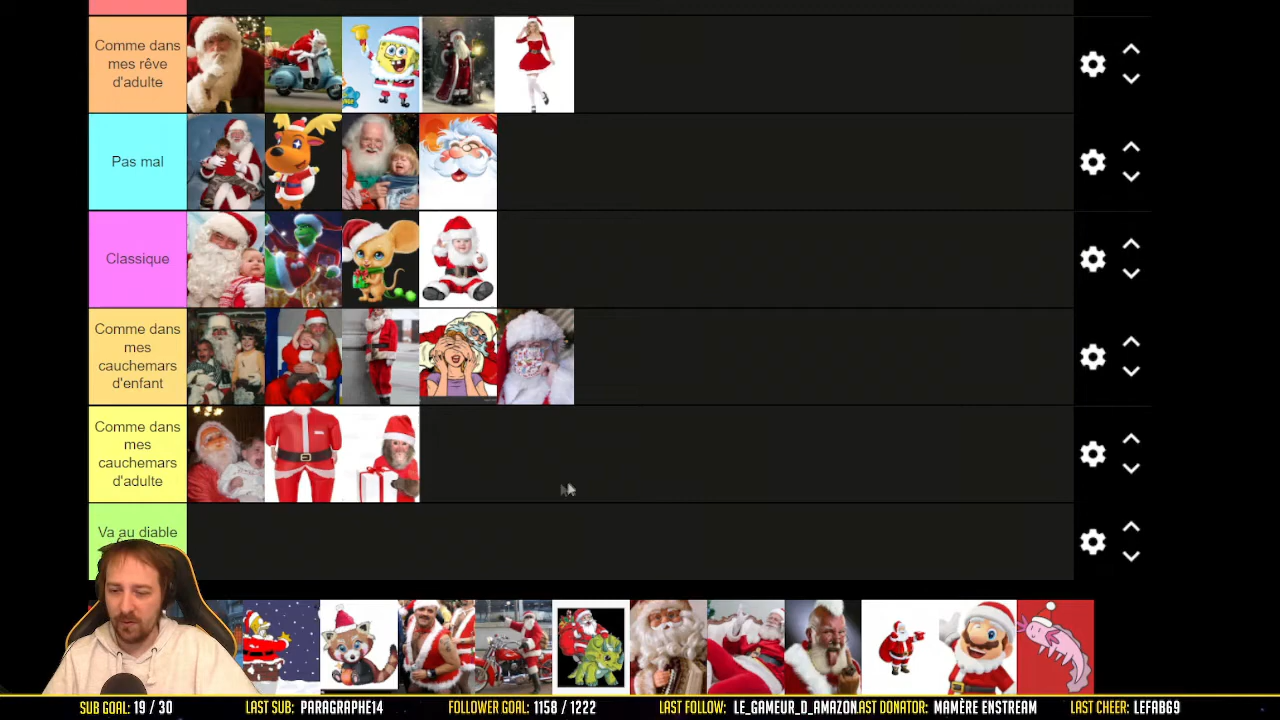 Comme dans
mes rêve
d'adulte
Pas mal
Classique
Comme dans
mes
cauchemars
d'enfant
Comme dans
mes
cauchemars
d'adulte
Va au diable
SUB GOAL: 19 / 30
LAST SUB: PARAGRAPHE14
FOLLOWER GOAL: 1158 / 1222
LAST FOLLOW: LE_GAMEUR_D_AMAZON
LAST DONATOR: MAMÈRE ENSTREAM
LAST CHEER: LEFAB69